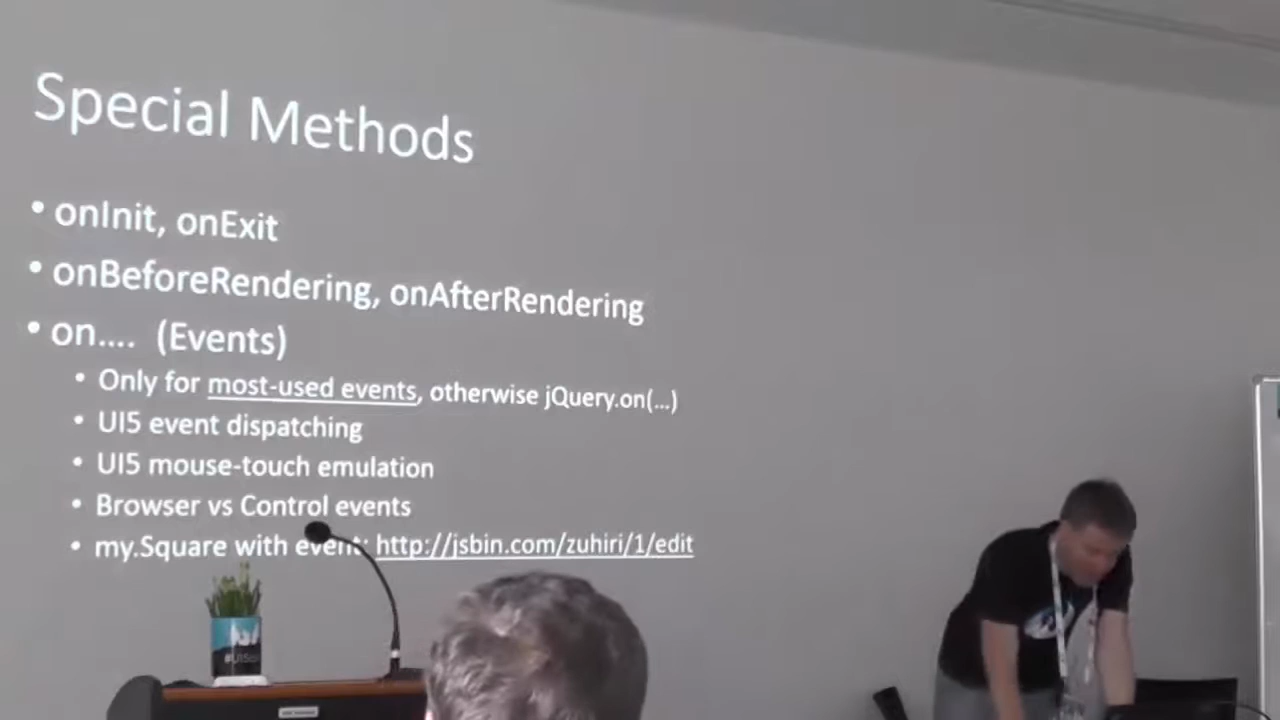 Special Methods
• onInit, onExit
• onBeforeRendering, onAfterRendering
• on.... (Events)
• Only for most-used events, otherwise jQuery.on(...)
• UI5 event dispatching
• UI5 mouse-touch emulation
• Browser vs Control events
• my.Square with event: http://jsbin.com/zuhiri/1/edit